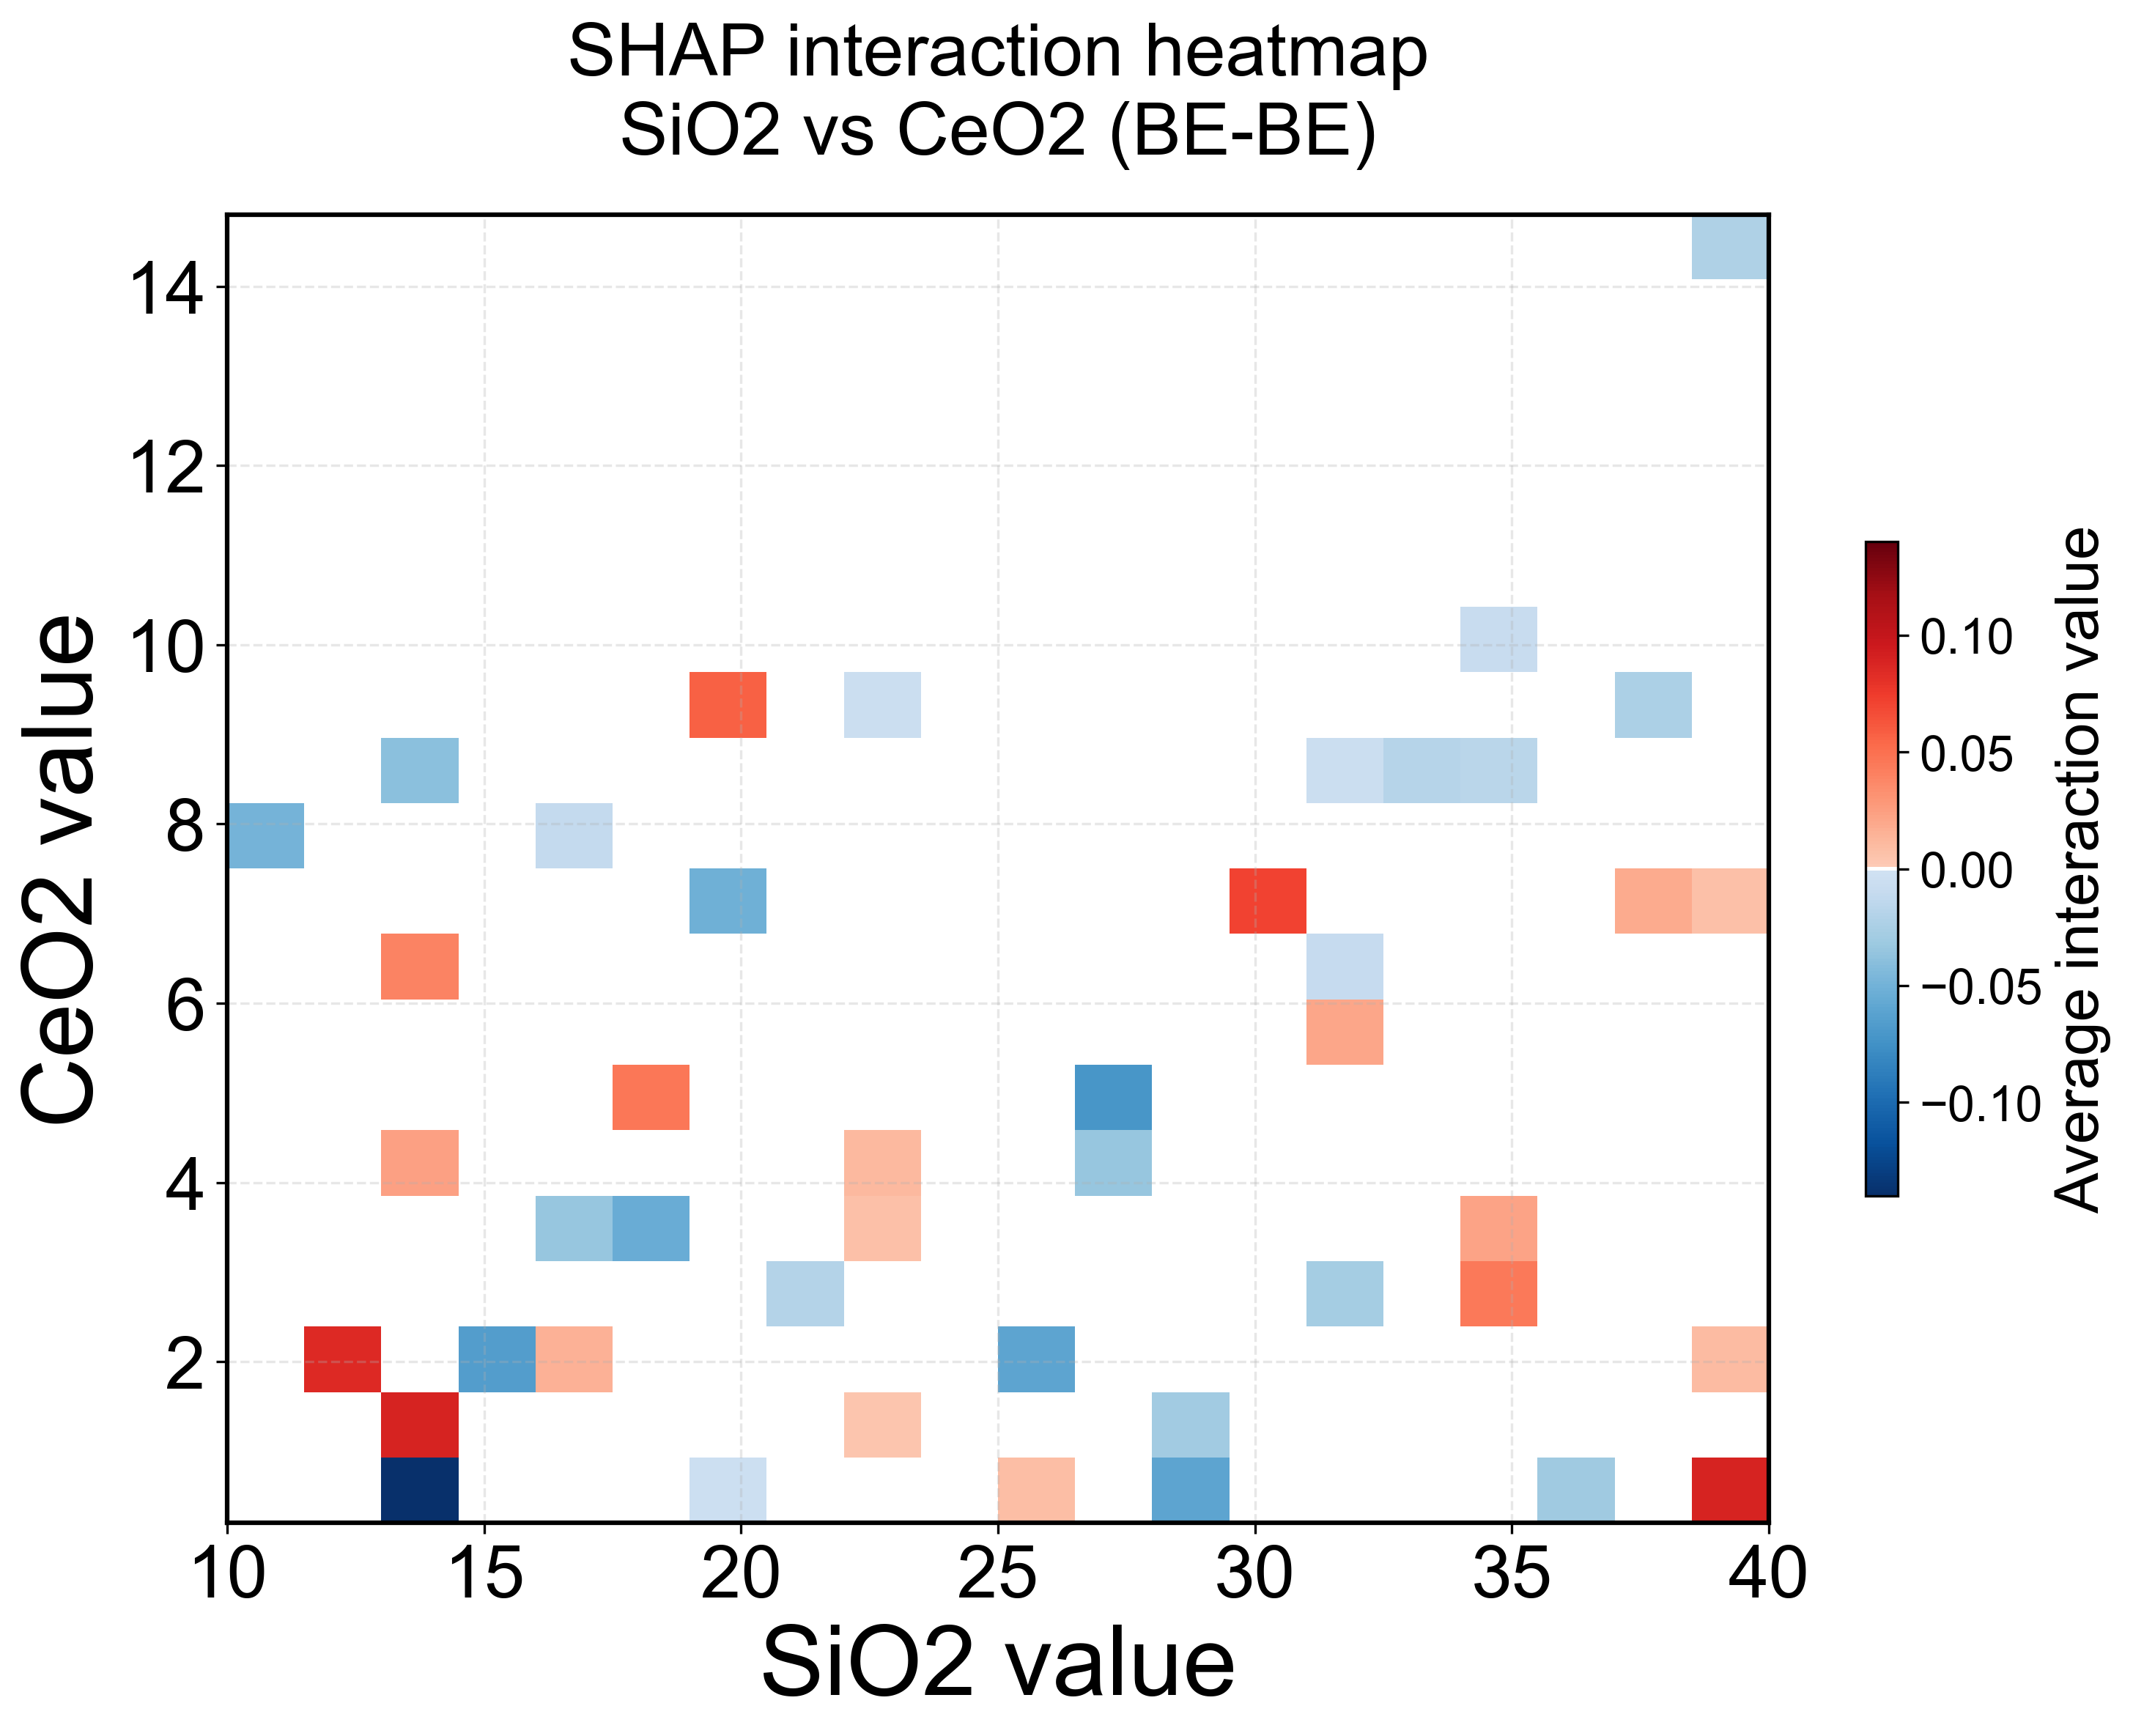 SHAP interaction heatmap
SiO2 vs CeO2 (BE-BE)
CeO2 value
14
12
10
8
6
4
2
10 15 20 25 30 35 40
SiO2 value
0.10
0.05
0.00
−0.05
−0.10
Average interaction value